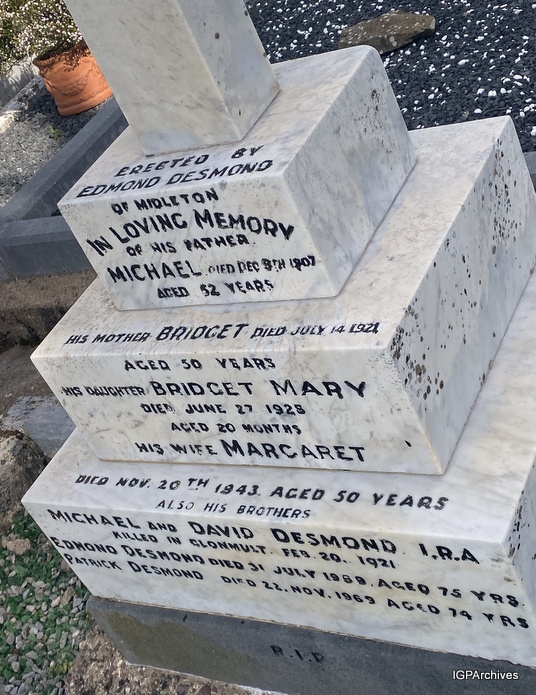 ERECTED BY
EDMOND DESMOND
OF MIDLETON
IN LOVING MEMORY
OF HIS FATHER
MICHAEL DIED DEC 8TH 1907
AGED 52 YEARS
HIS MOTHER BRIDGET DIED JULY 14 1921
AGED 50 YEARS
HIS DAUGHTER BRIDGET MARY
DIED JUNE 27 1928
AGED 20 MONTHS
HIS WIFE MARGARET
DIED NOV. 20TH 1943. AGED 50 YEARS
ALSO HIS BROTHERS
MICHAEL AND DAVID DESMOND I.R.A
KILLED IN CLONMULT FEB. 20. 1921
EDMOND DESMOND DIED 31 JULY 1969. AGED 75 YRS.
PATRICK DESMOND DIED 22. NOV. 1969 AGED 74 YRS.
R.I.P
IGPArchives